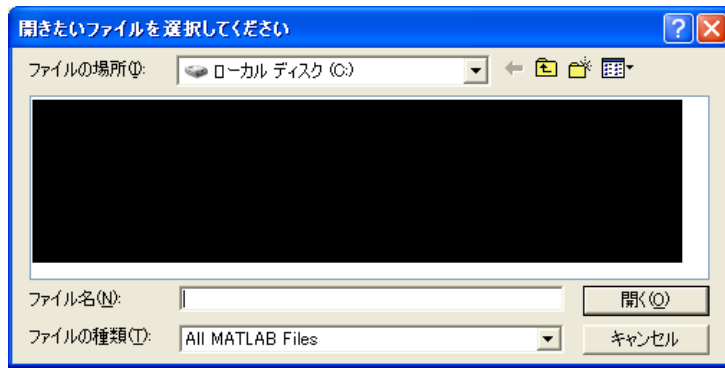 開きたいファイルを選択してください
ファイルの場所(I): ローカル ディスク (C:)
ファイル名(N): 開く(O)
ファイルの種類(T): All MATLAB Files キャンセル